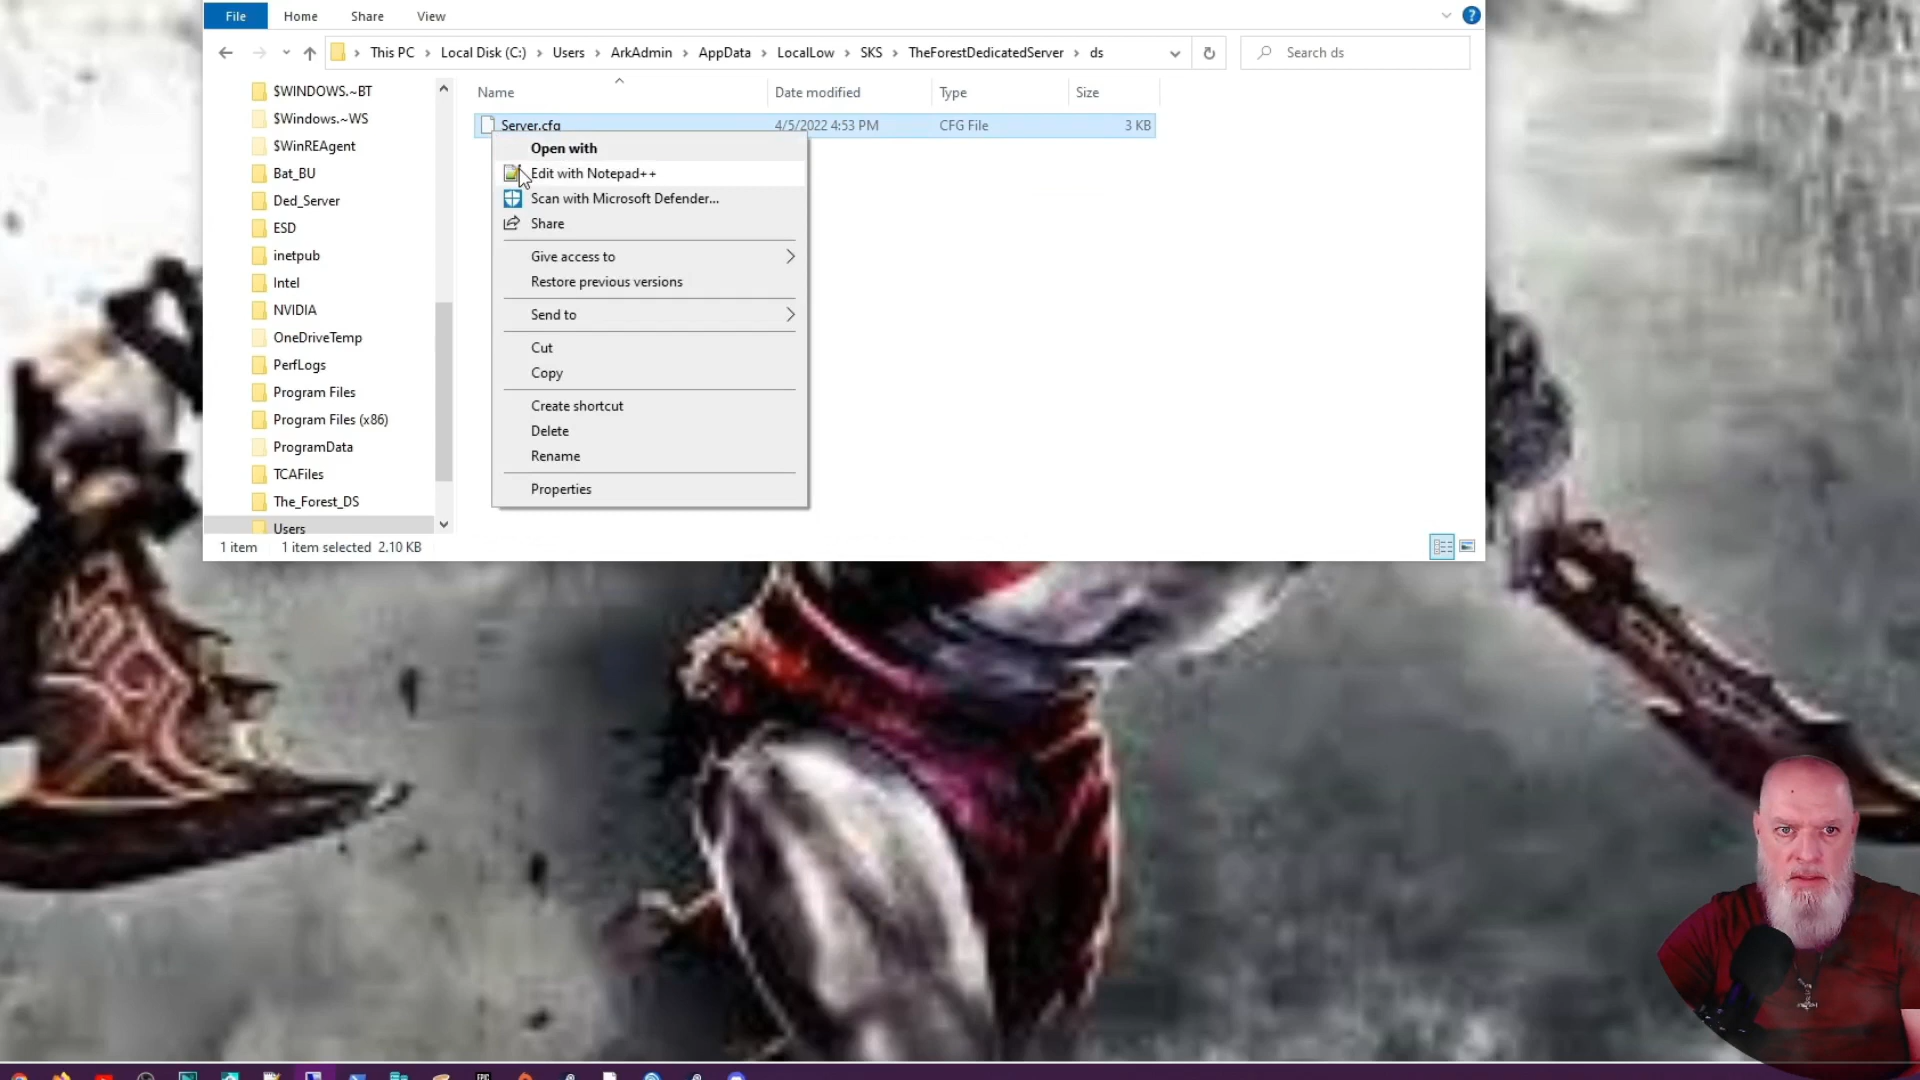 File Home Share View
This PC Local Disk (C:) Users ArkAdmin AppData LocalLow SKS TheForestDedicatedServer ds Search ds
Name Date modified Type Size
$WINDOWS.~BT
$Windows.~WS
$WinREAgent
Bat_BU
Ded_Server
ESD
inetpub
Intel
NVIDIA
OneDriveTemp
PerfLogs
Program Files
Program Files (x86)
ProgramData
TCAFiles
The_Forest_DS
Users
Server.cfg 4/5/2022 4:53 PM CFG File 3 KB
Open with
Edit with Notepad++
Scan with Microsoft Defender...
Share
Give access to
Restore previous versions
Send to
Cut
Copy
Create shortcut
Delete
Rename
Properties
1 item 1 item selected 2.10 KB